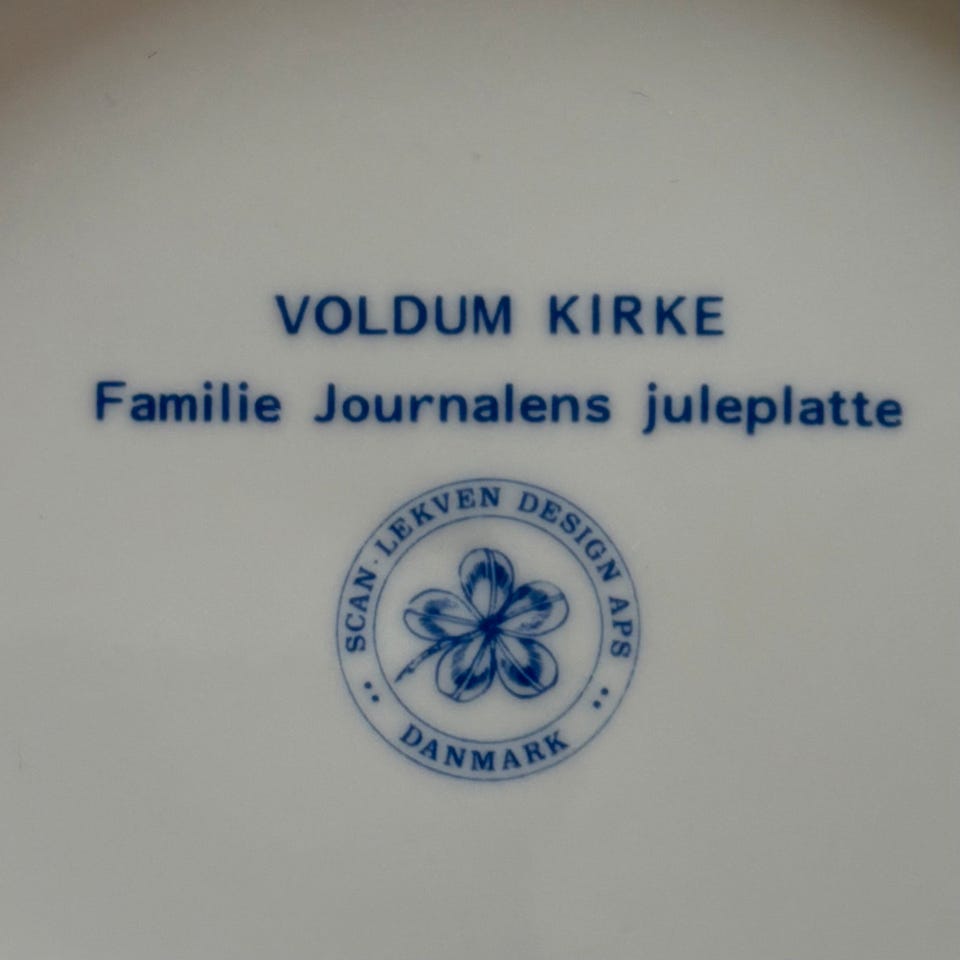 VOLDUM KIRKE
Familie Journalens juleplatte
SCAN·LEKVEN DESIGN APS
DANMARK